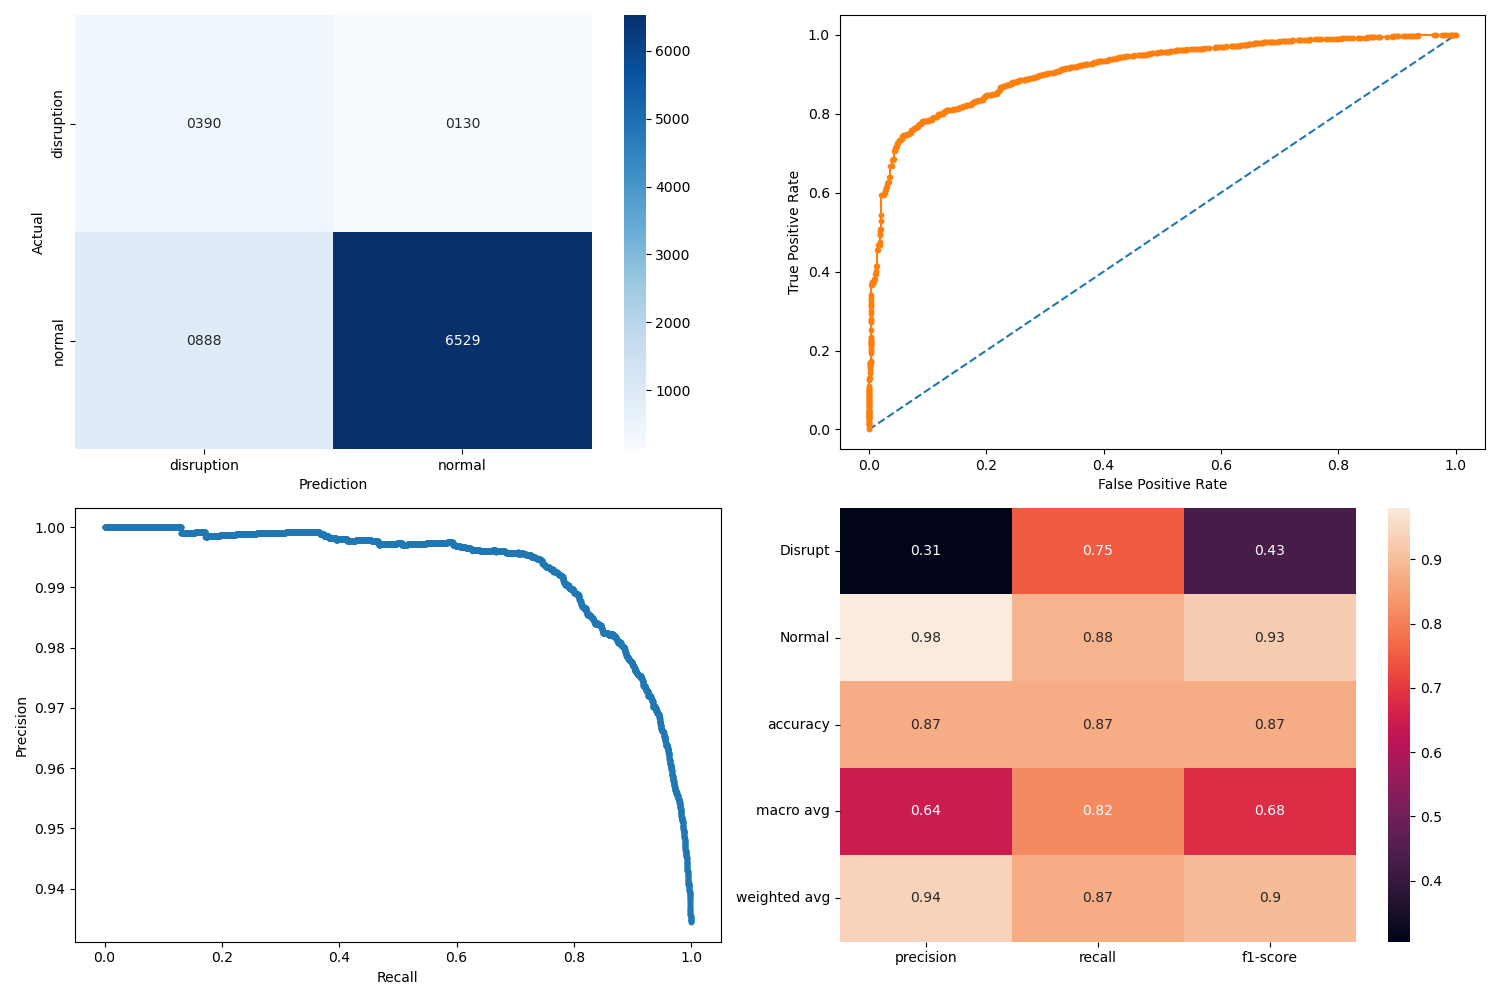 disruption
normal
Actual
0390
0130
0888
6529
disruption
normal
Prediction
6000
5000
4000
3000
2000
1000
1.0
0.8
0.6
0.4
0.2
0.0
True Positive Rate
0.0 0.2 0.4 0.6 0.8 1.0
False Positive Rate
1.00
0.99
0.98
0.97
0.96
0.95
0.94
Precision
0.0 0.2 0.4 0.6 0.8 1.0
Recall
Disrupt 0.31 0.75 0.43
Normal 0.98 0.88 0.93
accuracy 0.87 0.87 0.87
macro avg 0.64 0.82 0.68
weighted avg 0.94 0.87 0.9
precision recall f1-score
0.9
0.8
0.7
0.6
0.5
0.4